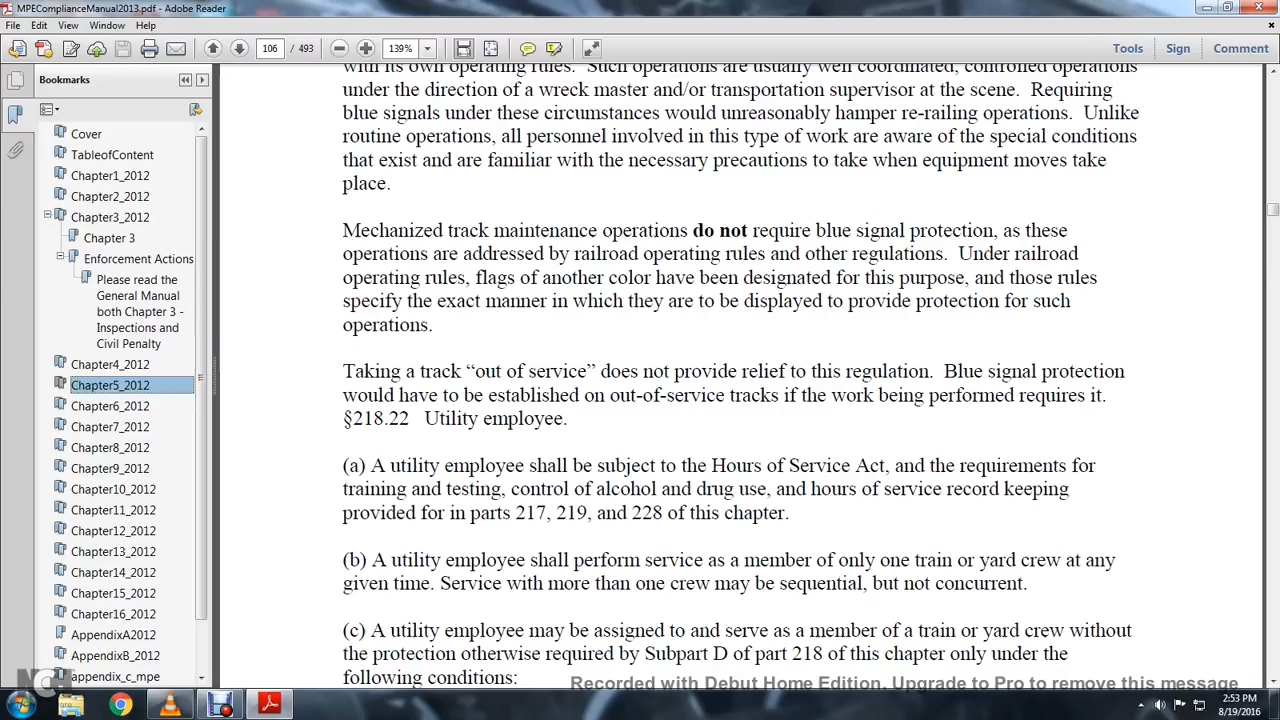 MPEComplianceManual2013.pdf - Adobe Reader
File Edit View Window Help
106 / 493 139% Tools Sign Comment
Bookmarks
Cover
TableofContent
Chapter1_2012
Chapter2_2012
Chapter3_2012
Chapter 3
Enforcement Actions
Please read the
General Manual
both Chapter 3 -
Inspections and
Civil Penalty
Chapter4_2012
Chapter5_2012
Chapter6_2012
Chapter7_2012
Chapter8_2012
Chapter9_2012
Chapter10_2012
Chapter11_2012
Chapter12_2012
Chapter13_2012
Chapter14_2012
Chapter15_2012
Chapter16_2012
AppendixA2012
AppendixB_2012
appendix_c_mpe
with its own operating rules. Such operations are usually well coordinated, controlled operations
under the direction of a wreck master and/or transportation supervisor at the scene. Requiring
blue signals under these circumstances would unreasonably hamper re-railing operations. Unlike
routine operations, all personnel involved in this type of work are aware of the special conditions
that exist and are familiar with the necessary precautions to take when equipment moves take
place.
Mechanized track maintenance operations do not require blue signal protection, as these
operations are addressed by railroad operating rules and other regulations. Under railroad
operating rules, flags of another color have been designated for this purpose, and those rules
specify the exact manner in which they are to be displayed to provide protection for such
operations.
Taking a track “out of service” does not provide relief to this regulation. Blue signal protection
would have to be established on out-of-service tracks if the work being performed requires it.
§218.22 Utility employee.
(a) A utility employee shall be subject to the Hours of Service Act, and the requirements for
training and testing, control of alcohol and drug use, and hours of service record keeping
provided for in parts 217, 219, and 228 of this chapter.
(b) A utility employee shall perform service as a member of only one train or yard crew at any
given time. Service with more than one crew may be sequential, but not concurrent.
(c) A utility employee may be assigned to and serve as a member of a train or yard crew without
the protection otherwise required by Subpart D of part 218 of this chapter only under the
following conditions:
Recorded with Debut Home Edition. Upgrade to Pro to remove this message
2:53 PM
8/19/2016